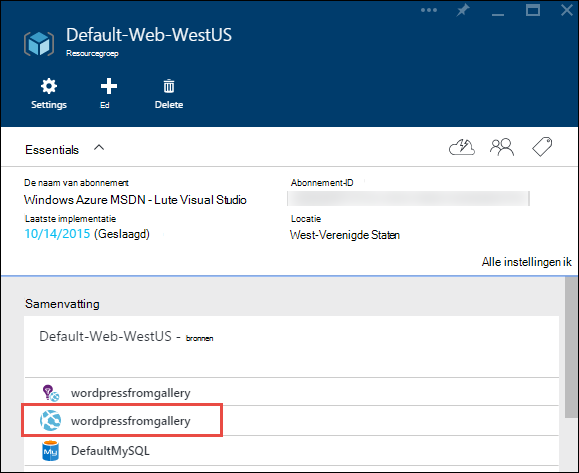 Default-Web-WestUS
Resourcegroep
Settings
Ed
Delete
Essentials
De naam van abonnement
Abonnement-ID
Windows Azure MSDN - Lute Visual Studio
Laatste implementatie
Locatie
10/14/2015 (Geslaagd)
West-Verenigde Staten
Alle instellingen ik
Samenvatting
Default-Web-WestUS - bronnen
wordpressfromgallery
wordpressfromgallery
My
DefaultMySQL